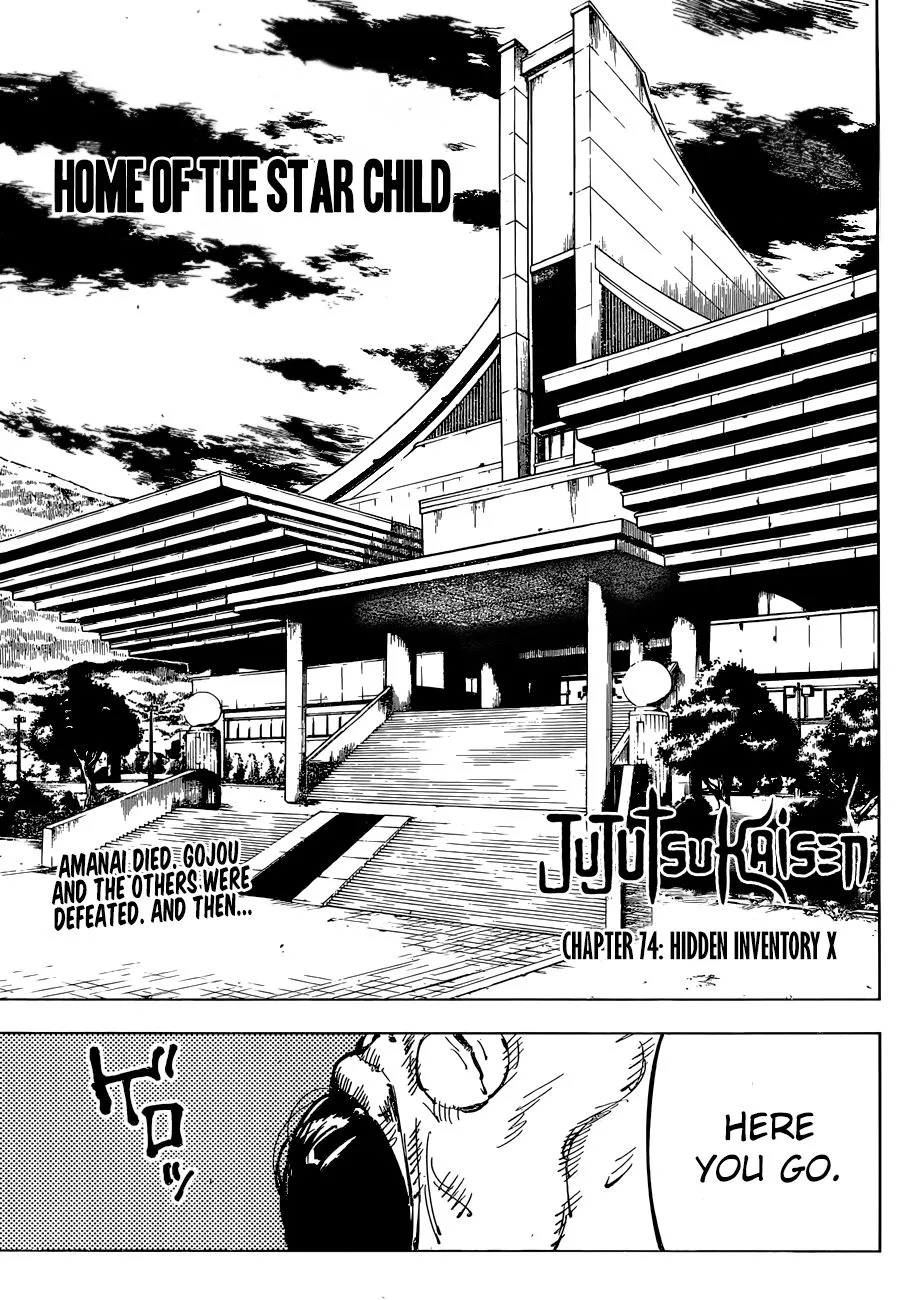 HOME OF THE STAR CHILD
AMANAI DIED. GOJOU
AND THE OTHERS WERE
DEFEATED. AND THEN...
JUJUTSU KAISEN
CHAPTER 74: HIDDEN INVENTORY X
HERE
YOU GO.
ゲロッ